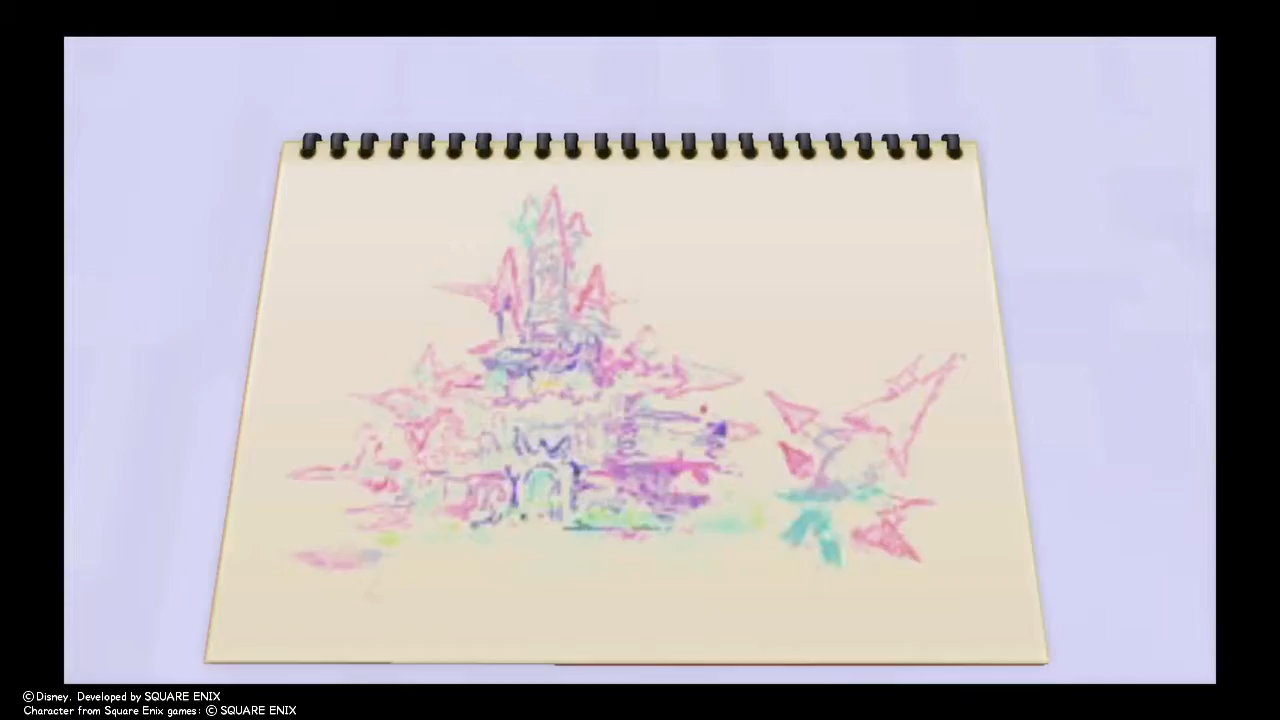 ©Disney. Developed by SQUARE ENIX
Character from Square Enix games: © SQUARE ENIX